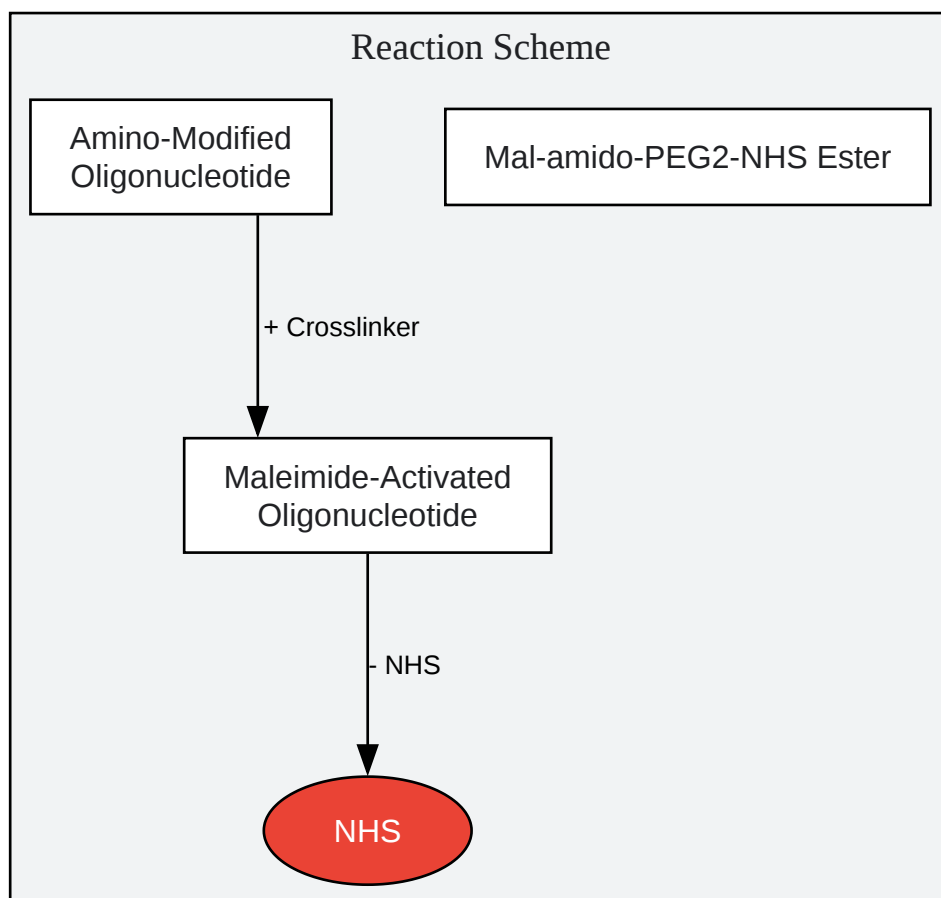 Reaction Scheme
Amino-Modified
Oligonucleotide
Mal-amido-PEG2-NHS Ester
+ Crosslinker
Maleimide-Activated
Oligonucleotide
- NHS
NHS